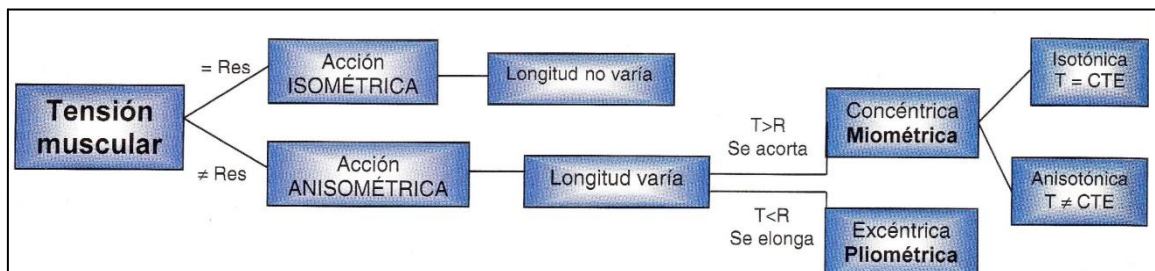 Tensión
muscular
= Res
≠ Res
Acción
ISOMÉTRICA
Longitud no varía
Acción
ANISOMÉTRICA
Longitud varía
T>R
Se acorta
T<R
Se elonga
Concéntrica
Miométrica
Excéntrica
Pliométrica
Isotónica
T = CTE
Anisotónica
T ≠ CTE